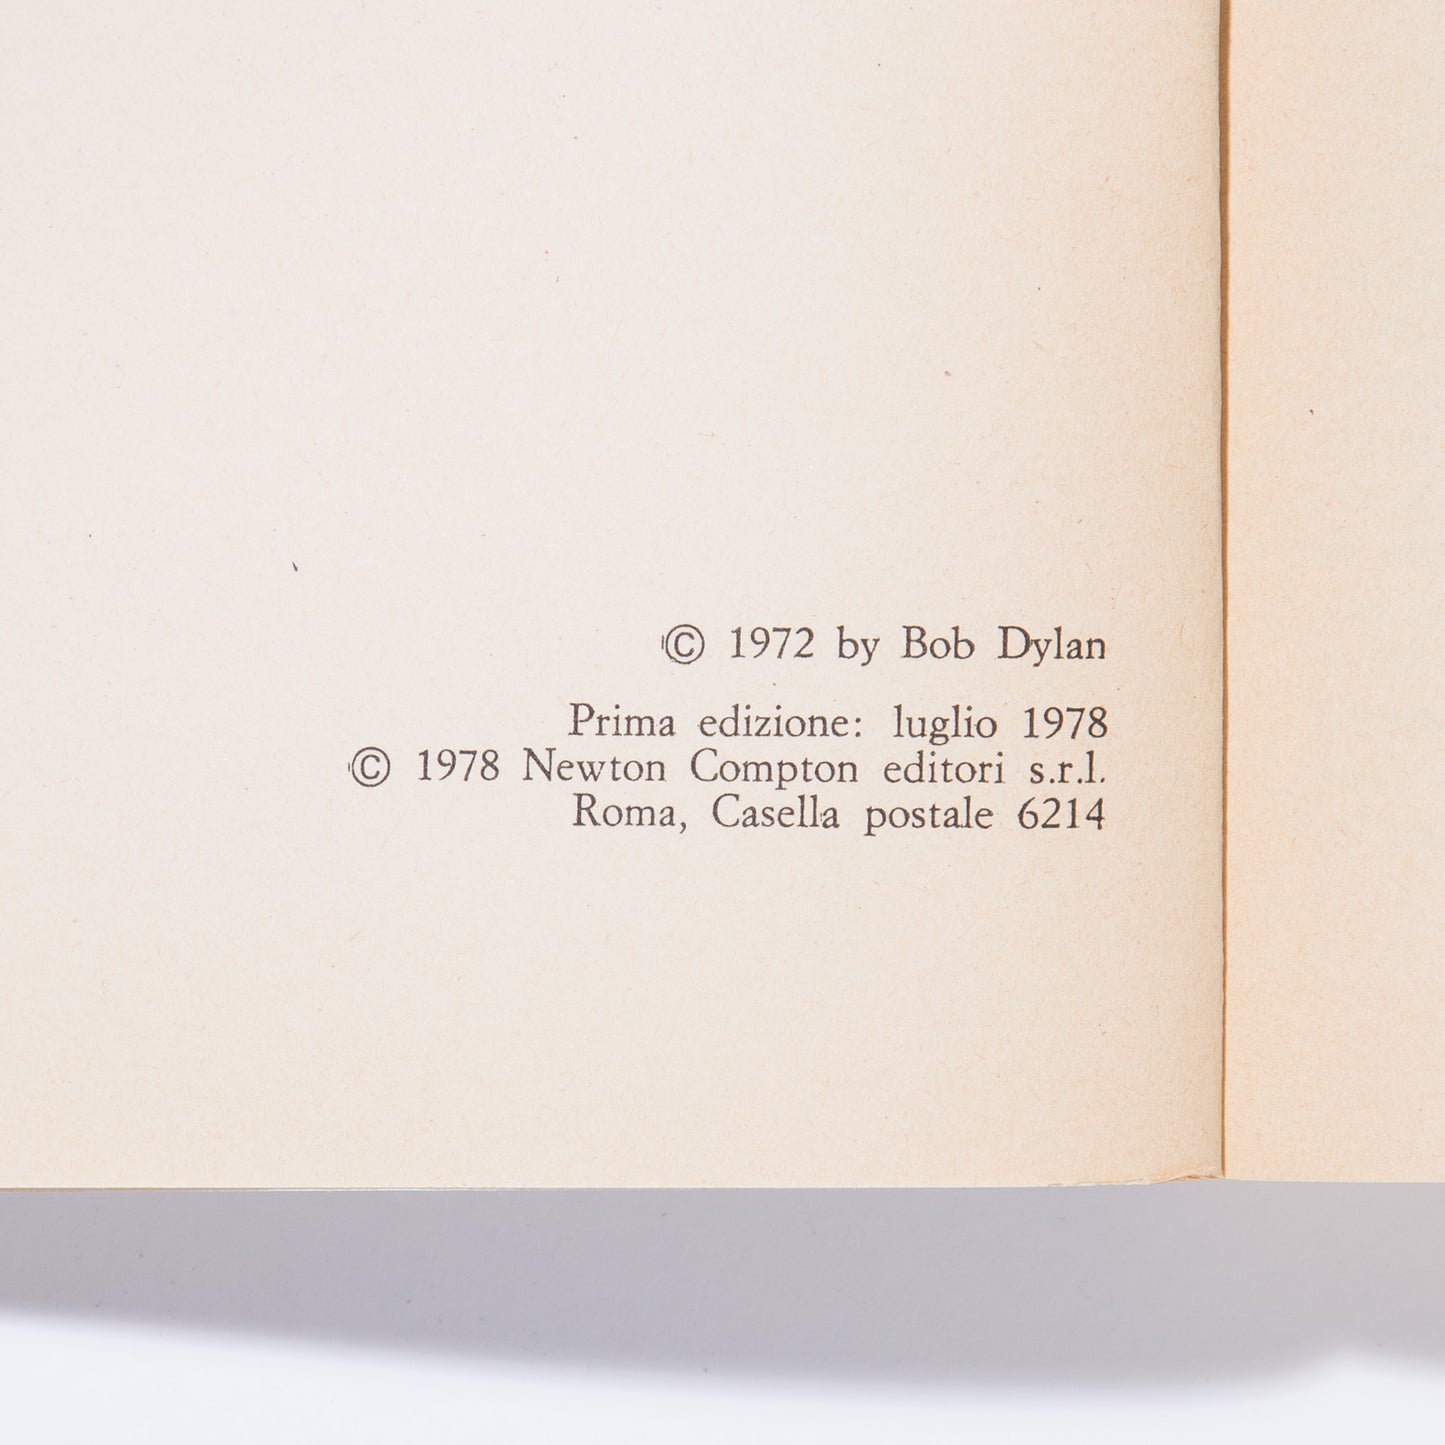 © 1972 by Bob Dylan
Prima edizione: luglio 1978
© 1978 Newton Compton editori s.r.l.
Roma, Casella postale 6214